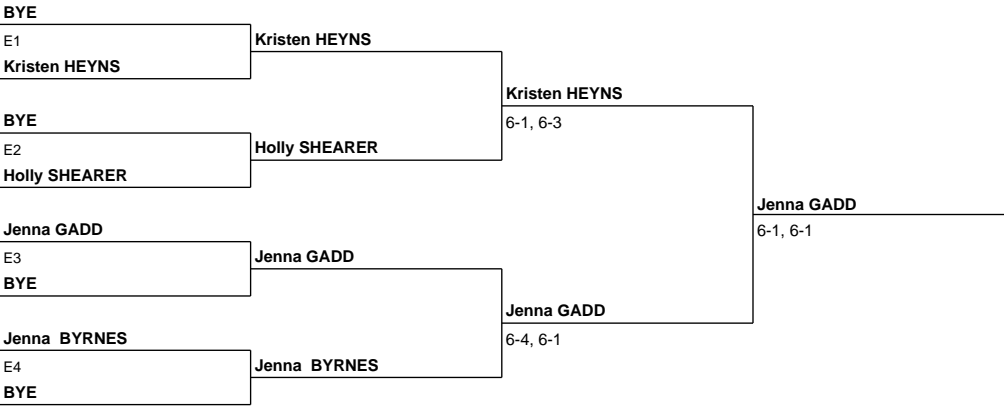 BYE
E1
Kristen HEYNS
BYE
E2
Holly SHEARER
Jenna GADD
E3
BYE
Jenna  BYRNES
E4
BYE
Kristen HEYNS
Holly SHEARER
Jenna GADD
Jenna  BYRNES
Kristen HEYNS
6-1, 6-3
Jenna GADD
6-4, 6-1
Jenna GADD
6-1, 6-1